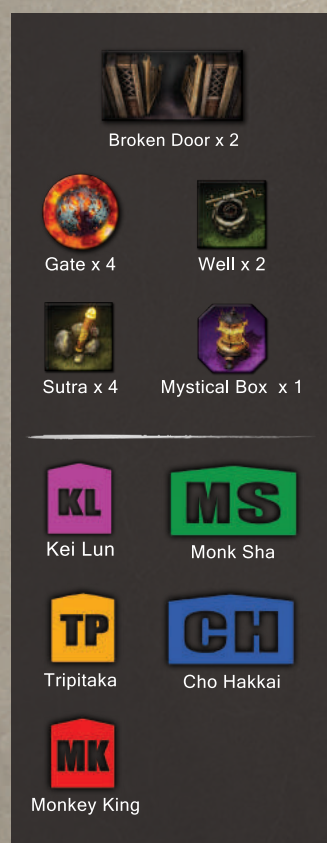 Broken Door x 2
Gate x 4
Well x 2
Sutra x 4
Mystical Box x 1
KL
MS
Kei Lun
Monk Sha
TP
CH
Tripitaka
Cho Hakkai
MK
Monkey King